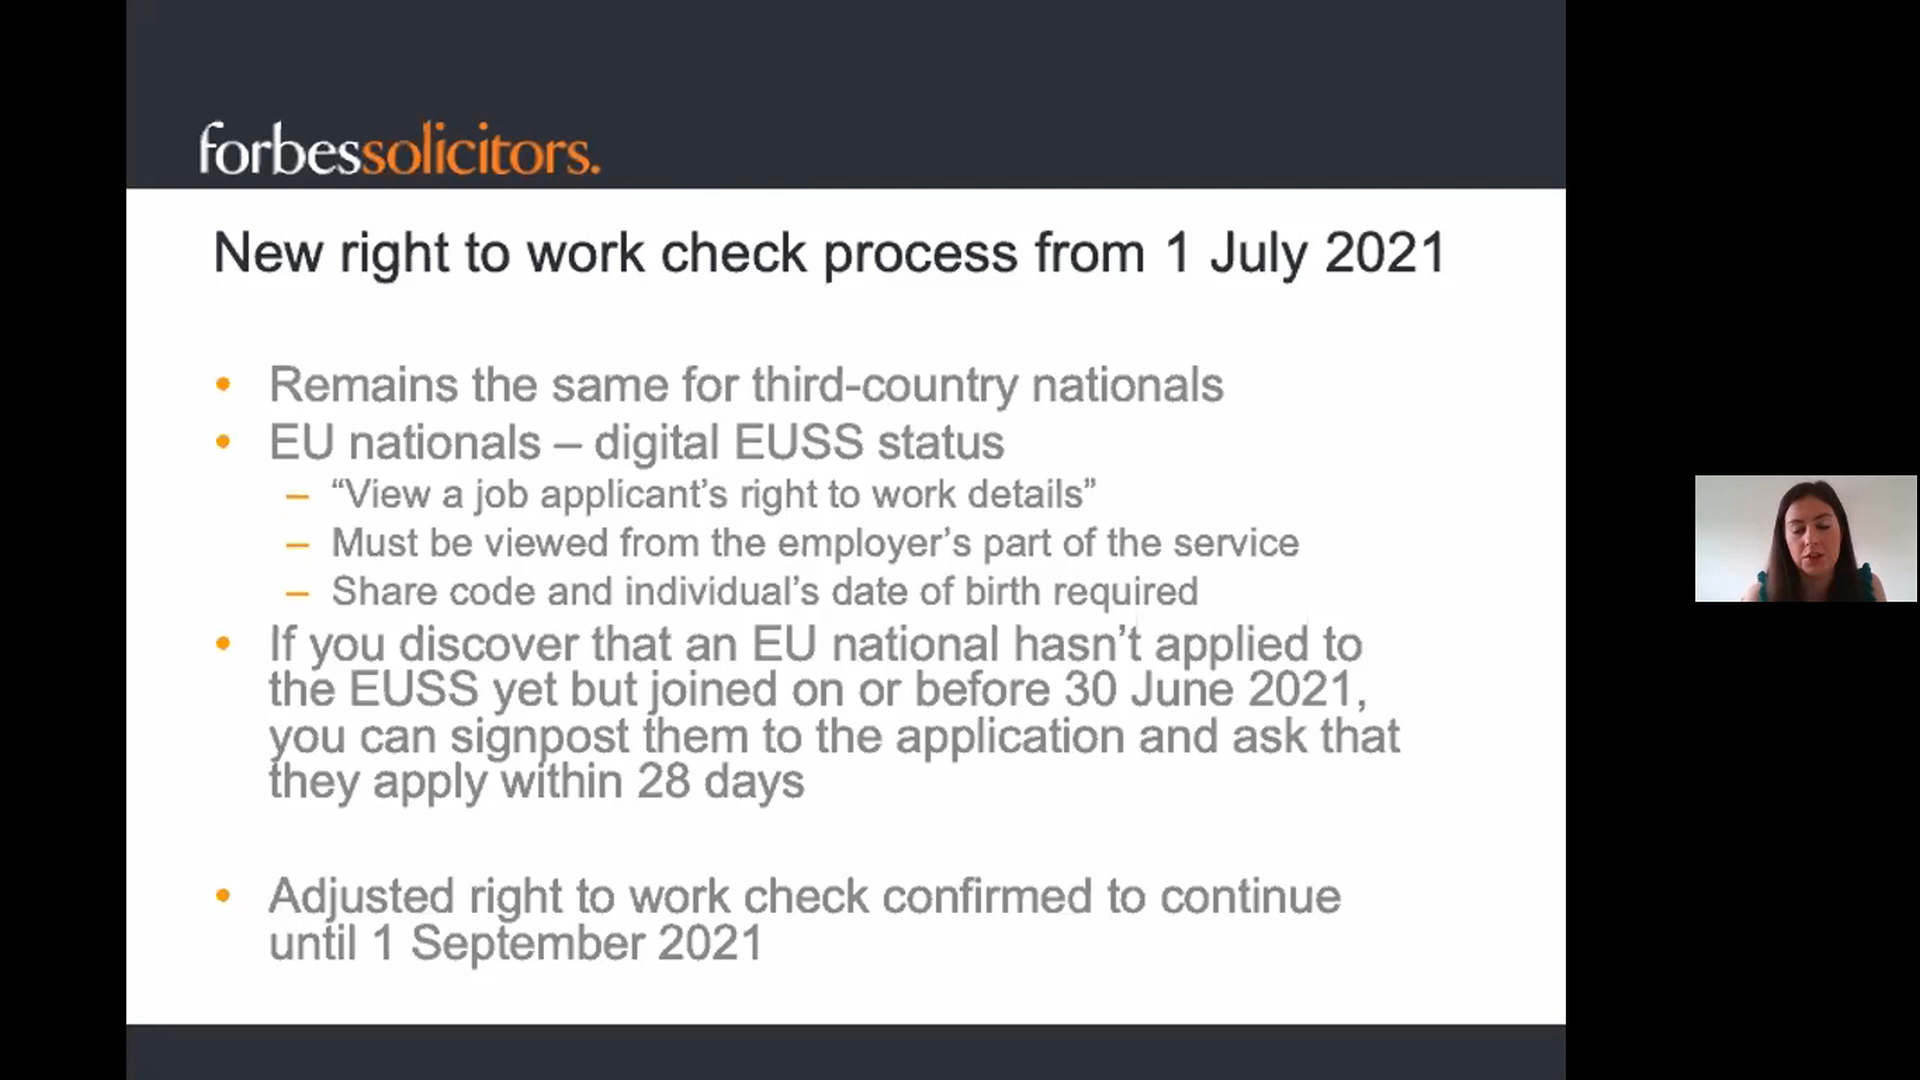 forbessolicitors.
New right to work check process from 1 July 2021
• Remains the same for third-country nationals
• EU nationals – digital EUSS status
– “View a job applicant’s right to work details”
– Must be viewed from the employer’s part of the service
– Share code and individual’s date of birth required
• If you discover that an EU national hasn’t applied to
the EUSS yet but joined on or before 30 June 2021,
you can signpost them to the application and ask that
they apply within 28 days
• Adjusted right to work check confirmed to continue
until 1 September 2021